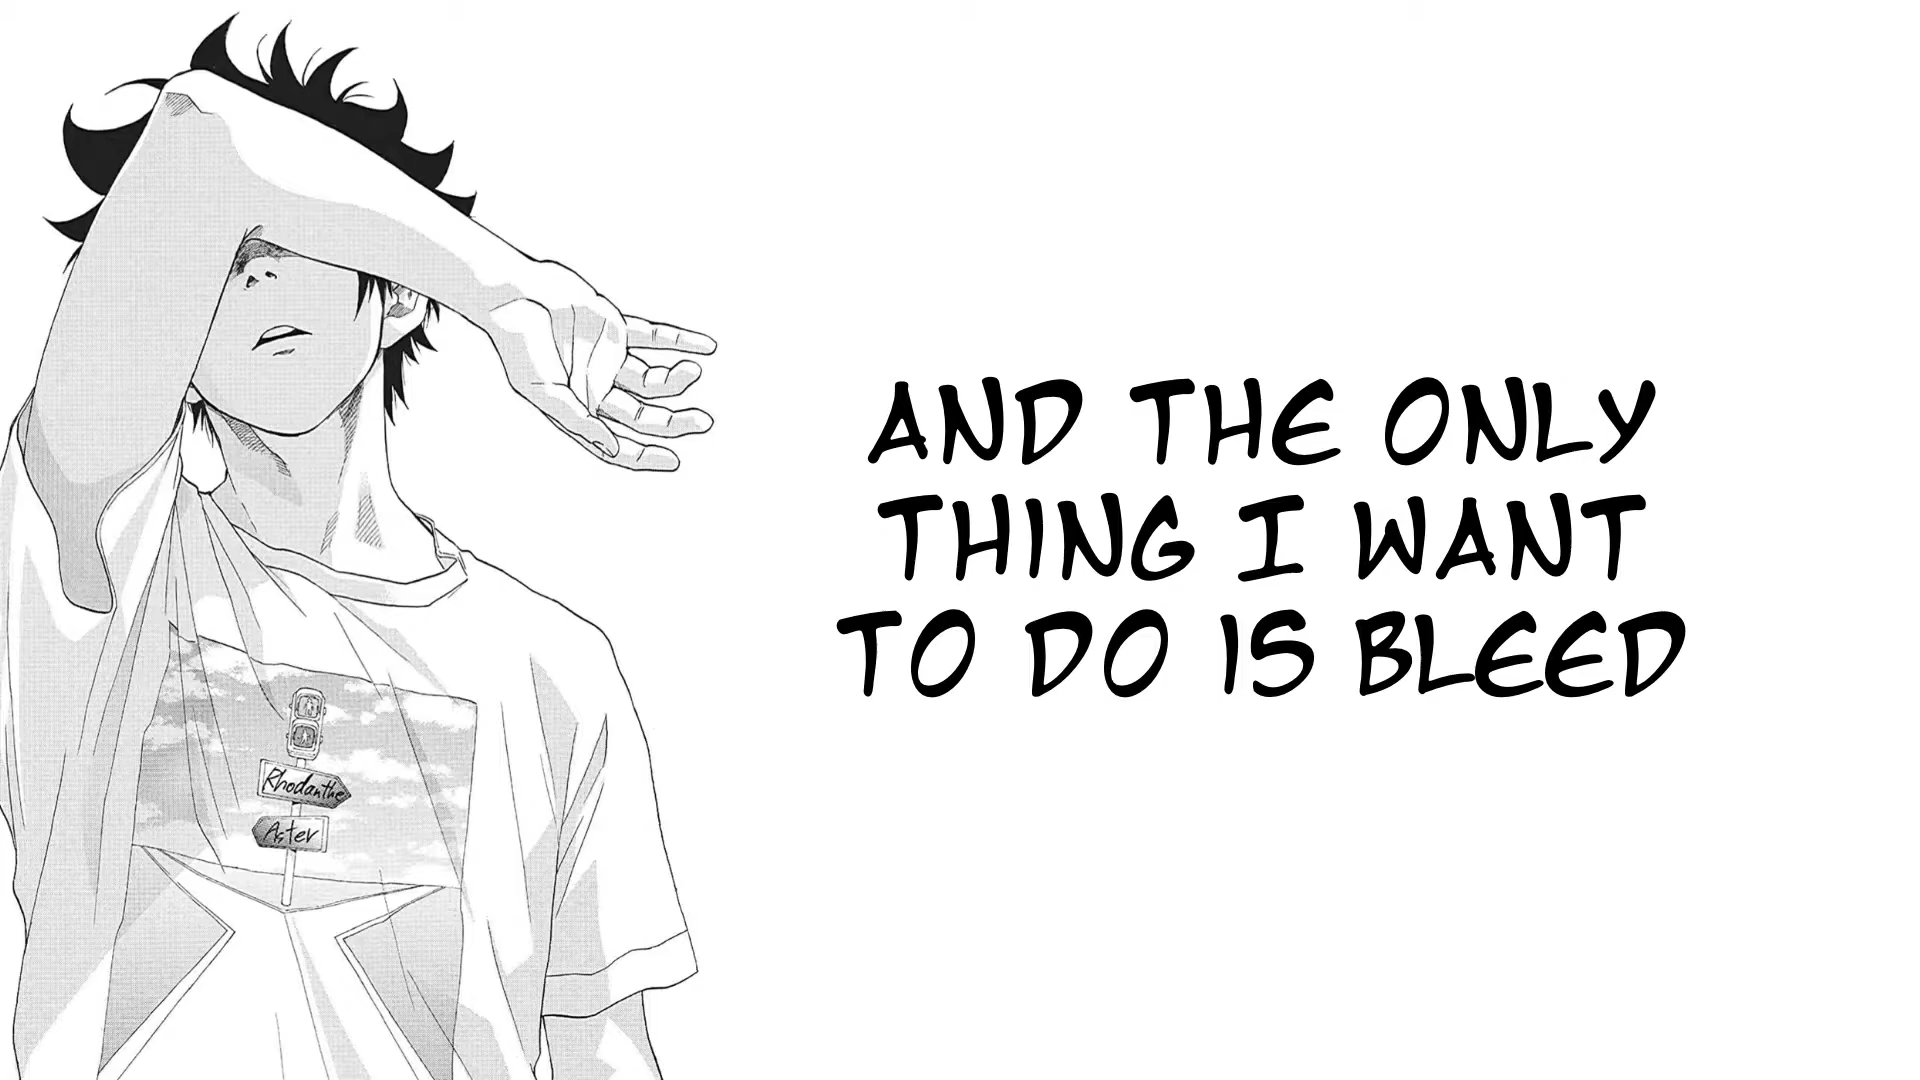 Rhodanthe
Aster
AND THE ONLY
THING I WANT
TO DO IS BLEED